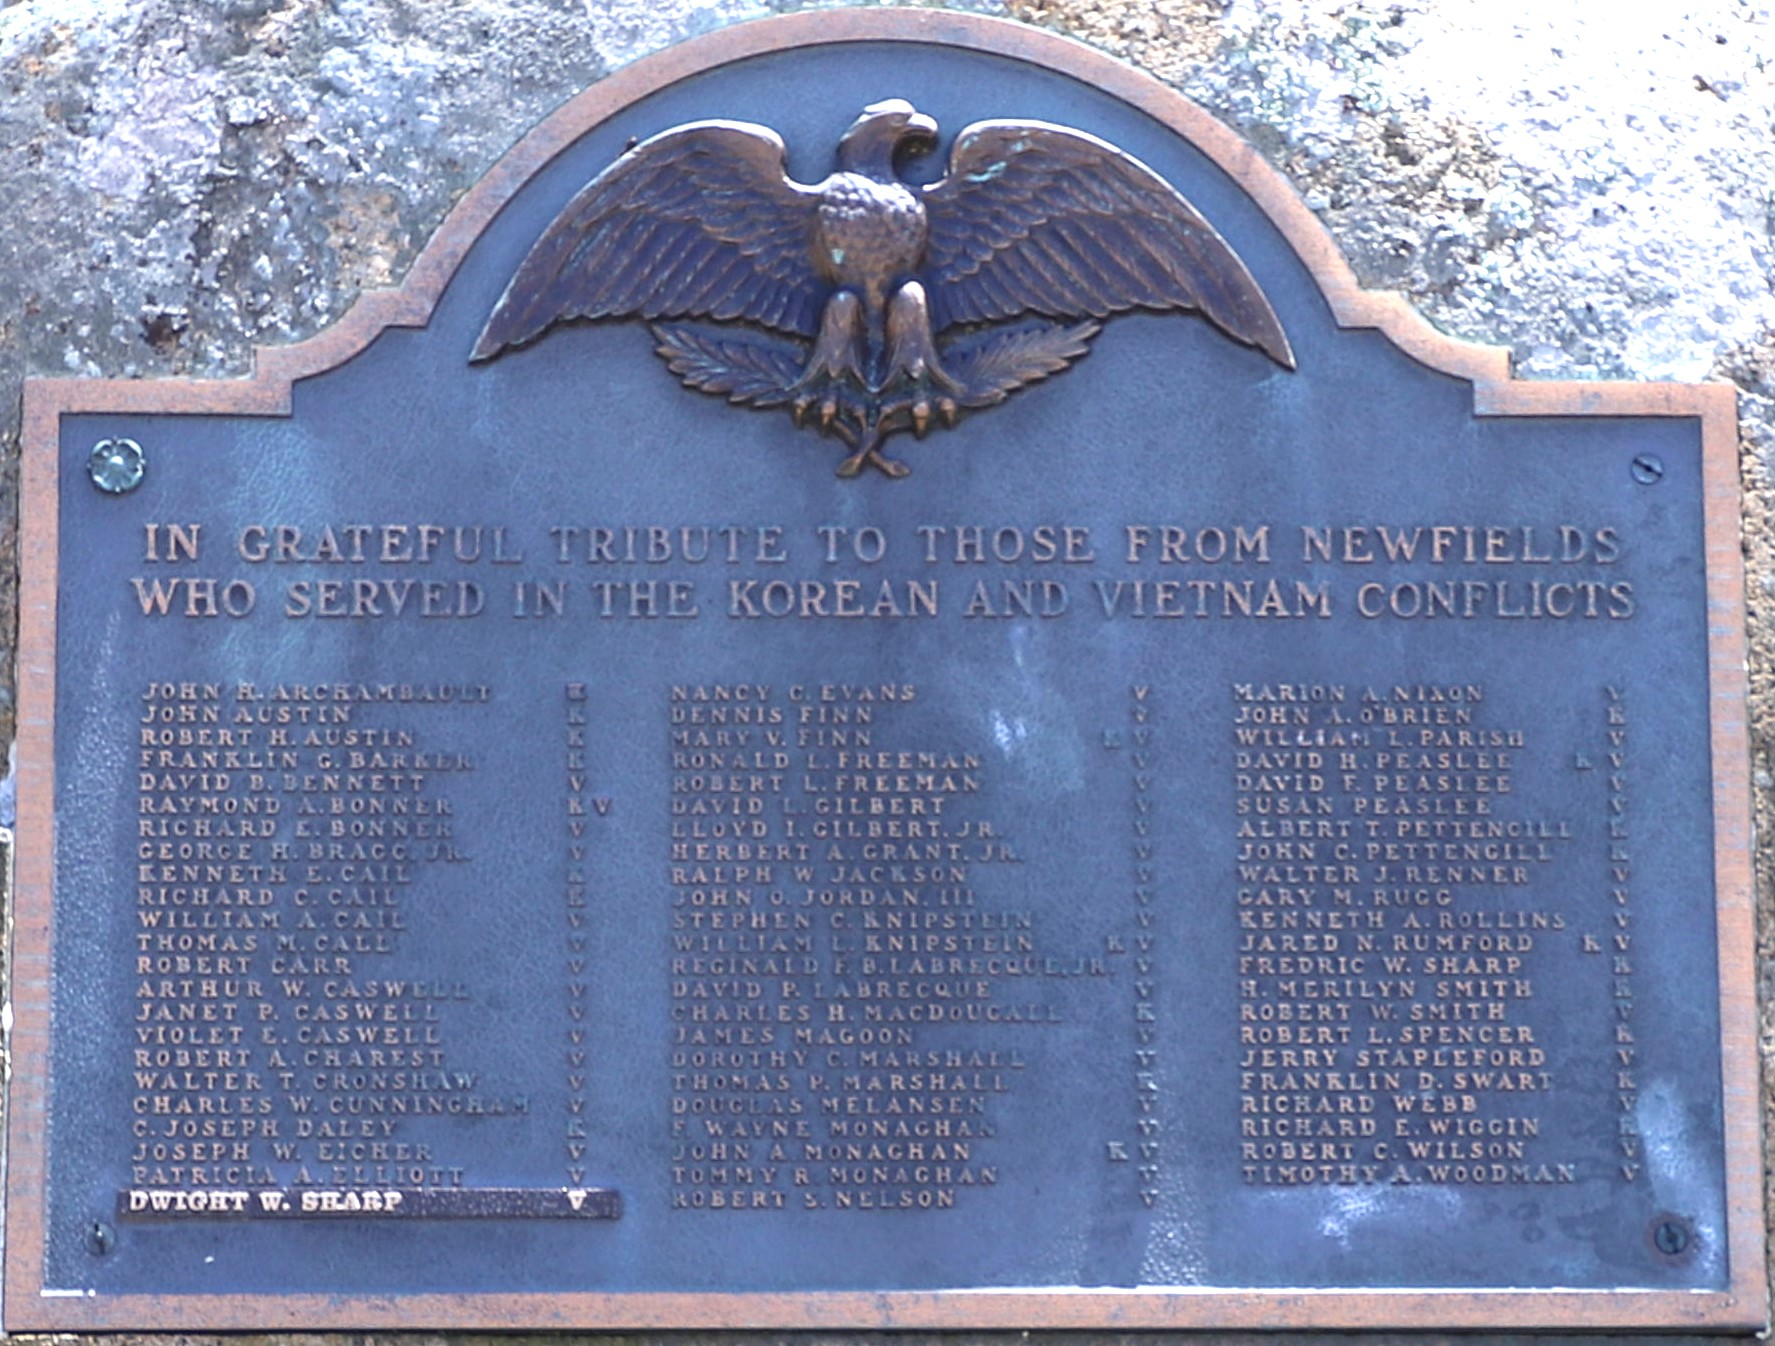 IN GRATEFUL TRIBUTE TO THOSE FROM NEWFIELDS
WHO SERVED IN THE KOREAN AND VIETNAM CONFLICTS
JOHN H. ARCHAMBAULT K
JOHN AUSTIN K
ROBERT H. AUSTIN K
FRANKLIN G. BARKER K
DAVID B. BENNETT V
RAYMOND A. BONNER K V
RICHARD E. BONNER V
GEORGE H. BRAGG, JR. V
KENNETH E. CAIL K
RICHARD C. CAIL K
WILLIAM A. CAIL V
THOMAS M. CALL V
ROBERT CARR V
ARTHUR W. CASWELL V
JANET P. CASWELL V
VIOLET E. CASWELL V
ROBERT A. CHAREST V
WALTER T. CRONSHAW V
CHARLES W. CUNNINGHAM V
C. JOSEPH DALEY K
JOSEPH W. EICHER V
PATRICIA A. ELLIOTT V
DWIGHT W. SHARP V
NANCY C. EVANS V
DENNIS FINN V
MARY V. FINN K V
RONALD L. FREEMAN V
ROBERT L. FREEMAN V
DAVID L. GILBERT V
LLOYD I. GILBERT, JR. V
HERBERT A. GRANT, JR. V
RALPH W JACKSON V
JOHN O. JORDAN, III V
STEPHEN C. KNIPSTEIN V
WILLIAM L. KNIPSTEIN K V
REGINALD F. B. LABRECQUE, JR. V
DAVID P. LABRECQUE V
CHARLES H. MACDOUGALL K
JAMES MAGOON V
DOROTHY C. MARSHALL V
THOMAS P. MARSHALL K
DOUGLAS MELANSEN V
F. WAYNE MONAGHAN V
JOHN A. MONAGHAN K V
TOMMY R. MONAGHAN V
ROBERT S. NELSON V
MARION A. NIXON V
JOHN A. O'BRIEN K
WILLIAM L. PARISH V
DAVID H. PEASLEE K V
DAVID F. PEASLEE V
SUSAN PEASLEE V
ALBERT T. PETTENGILL K
JOHN C. PETTENGILL K
WALTER J. RENNER V
GARY M. RUGG V
KENNETH A. ROLLINS V
JARED N. RUMFORD K V
FREDRIC W. SHARP K
H. MERILYN SMITH K
ROBERT W. SMITH V
ROBERT L. SPENCER K
JERRY STAPLEFORD V
FRANKLIN D. SWART K
RICHARD WEBB V
RICHARD E. WIGGIN K
ROBERT C. WILSON V
TIMOTHY A. WOODMAN V